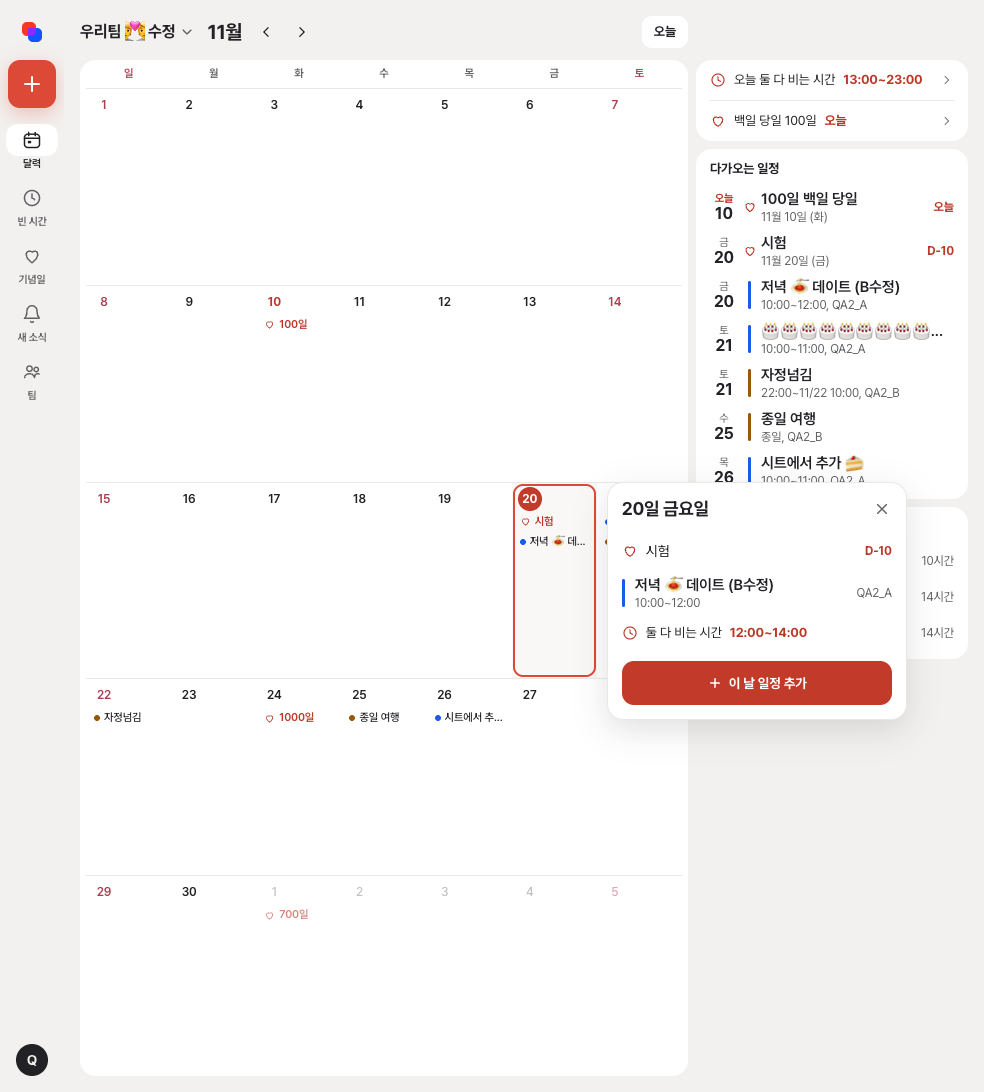 우리팀👩‍❤️‍👨수정
11월
오늘
달력
빈 시간
기념일
새 소식
팀
Q
일 월 화 수 목 금 토
1 2 3 4 5 6 7
8 9 10 11 12 13 14
100일
15 16 17 18 19 20
시험
저녁 🍝 데...
22 23 24 25 26 27
자정넘김 1000일 종일 여행 시트에서 추...
29 30 1 2 3 4 5
700일
오늘 둘 다 비는 시간 13:00~23:00
백일 당일 100일 오늘
다가오는 일정
오늘
10
100일 백일 당일
11월 10일 (화)
오늘
금
20
시험
11월 20일 (금)
D-10
금
20
저녁 🍝 데이트 (B수정)
10:00~12:00, QA2_A
토
21
🎂🎂🎂🎂🎂🎂🎂🎂🎂...
10:00~11:00, QA2_A
토
21
자정넘김
22:00~11/22 10:00, QA2_B
수
25
종일 여행
종일, QA2_B
목
26
시트에서 추가 🍰
10:00~11:00, QA2_A
10시간
14시간
14시간
20일 금요일
시험 D-10
저녁 🍝 데이트 (B수정)
10:00~12:00
QA2_A
둘 다 비는 시간 12:00~14:00
이 날 일정 추가